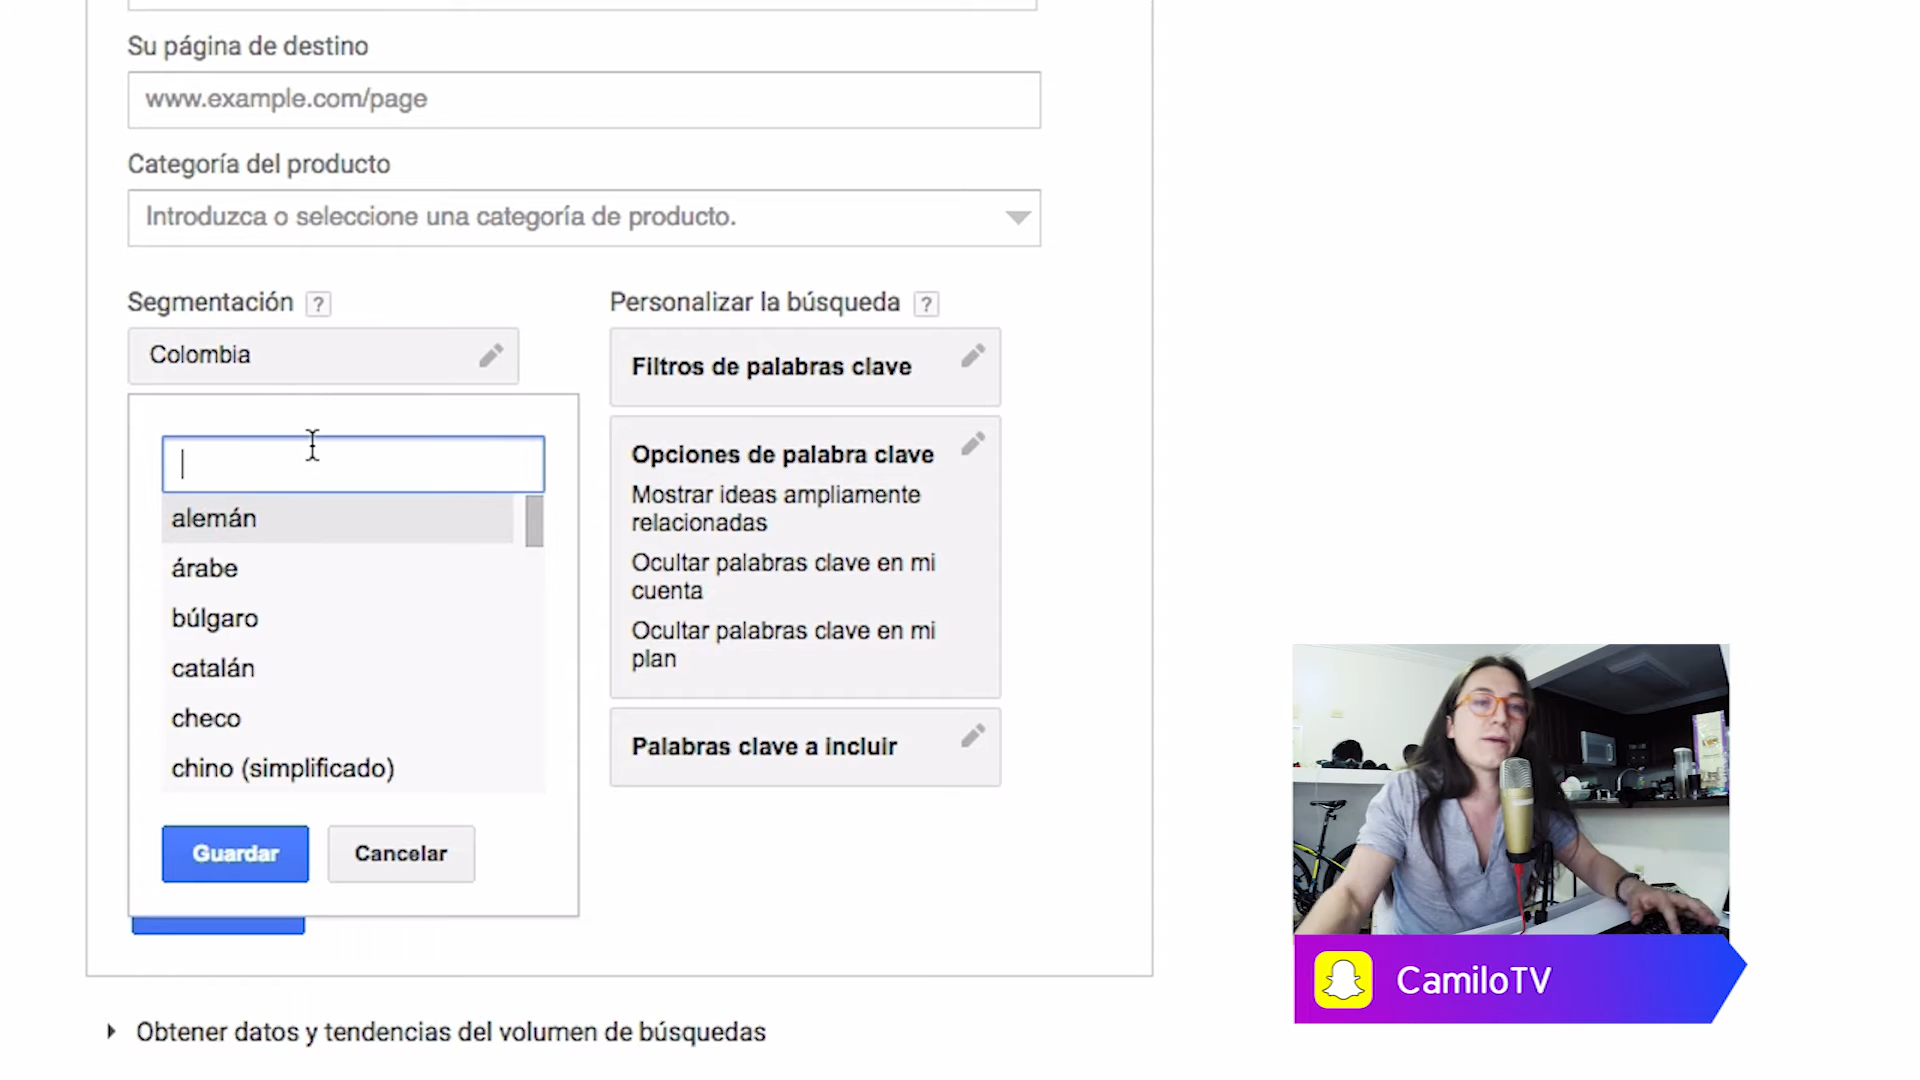 Su página de destino
www.example.com/page
Categoría del producto
Introduzca o seleccione una categoría de producto.
Segmentación ?
Colombia
alemán
árabe
búlgaro
catalán
checo
chino (simplificado)
Guardar Cancelar
Personalizar la búsqueda ?
Filtros de palabras clave
Opciones de palabra clave
Mostrar ideas ampliamente
relacionadas
Ocultar palabras clave en mi
cuenta
Ocultar palabras clave en mi
plan
Palabras clave a incluir
CamiloTV
Obtener datos y tendencias del volumen de búsquedas